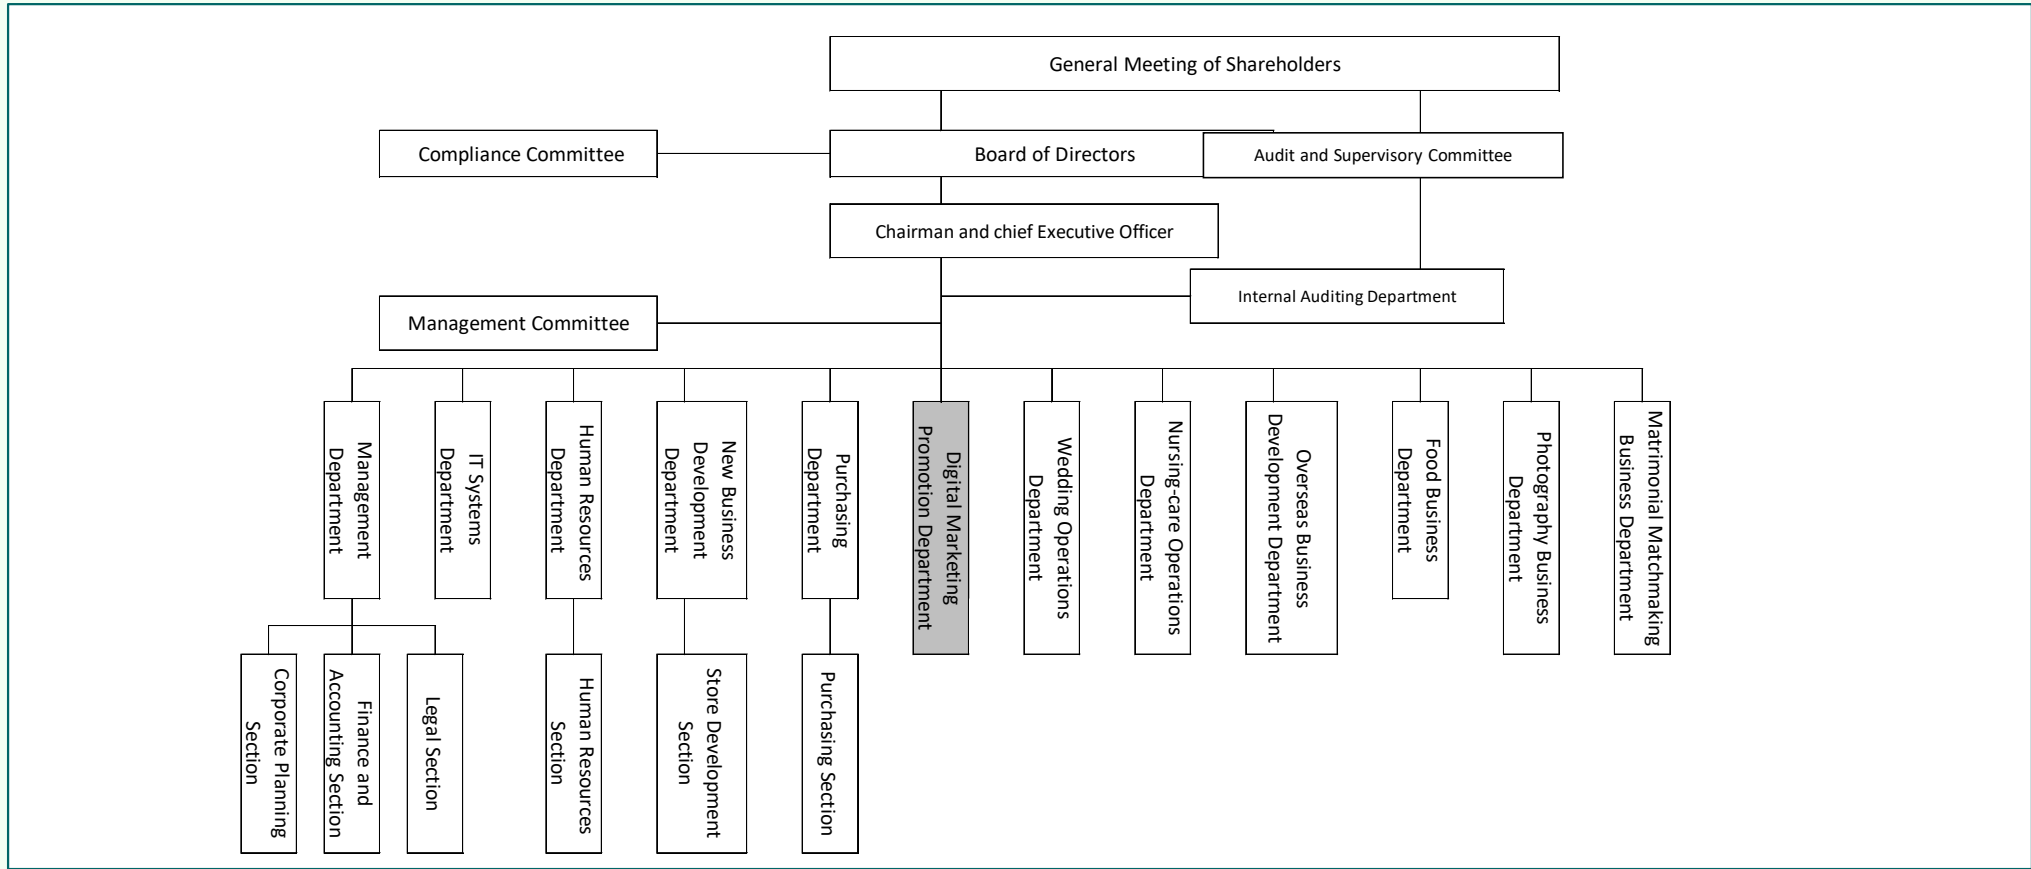 General Meeting of Shareholders
Compliance Committee
Board of Directors
Audit and Supervisory Committee
Chairman and chief Executive Officer
Internal Auditing Department
Management Committee
Management
Department
IT Systems
Department
Human Resources
Department
New Business
Development
Department
Purchasing
Department
Digital Marketing
Promotion Department
Wedding Operations
Department
Nursing-care Operations
Department
Overseas Business
Development Department
Food Business
Department
Photography Business
Department
Matrimonial Matchmaking
Business Department
Corporate Planning
Section
Finance and
Accounting Section
Legal Section
Human Resources
Section
Store Development
Section
Purchasing Section